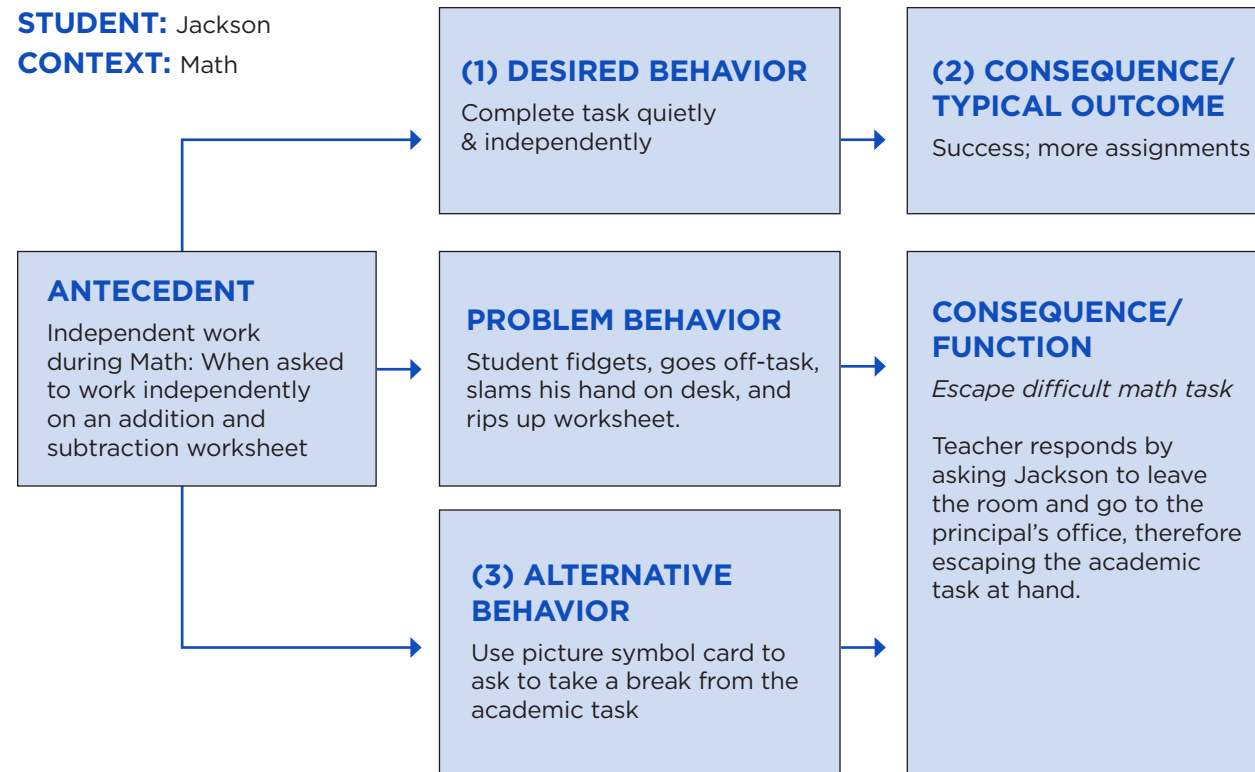 STUDENT: Jackson
CONTEXT: Math
(1) DESIRED BEHAVIOR
Complete task quietly
& independently
(2) CONSEQUENCE/
TYPICAL OUTCOME
Success; more assignments
ANTECEDENT
Independent work
during Math: When asked
to work independently
on an addition and
subtraction worksheet
PROBLEM BEHAVIOR
Student fidgets, goes off-task,
slams his hand on desk, and
rips up worksheet.
CONSEQUENCE/
FUNCTION
Escape difficult math task
Teacher responds by
asking Jackson to leave
the room and go to the
principal’s office, therefore
escaping the academic
task at hand.
(3) ALTERNATIVE
BEHAVIOR
Use picture symbol card to
ask to take a break from the
academic task